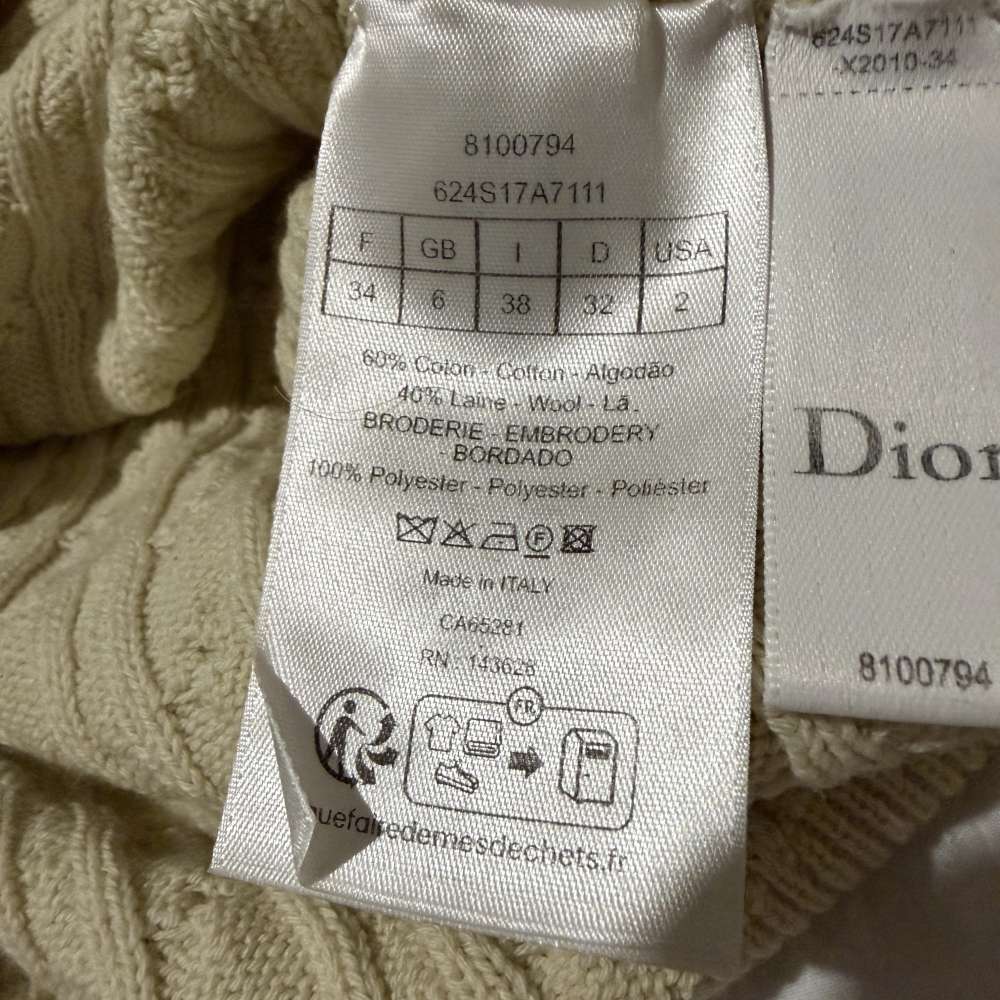 8100794
624S17A7111
F GB I D USA
34 6 38 32 2
60% Coton - Cotton - Algodão
40% Laine - Wool - Lã.
BRODERIE - EMBRODERY
- BORDADO
100% Polyester - Polyester - Poliéster
F
Made in ITALY
CA65281
RN - 143628
FR
quefairedemesdechets.fr
624S17A7111
-X2010-34
Dior
8100794